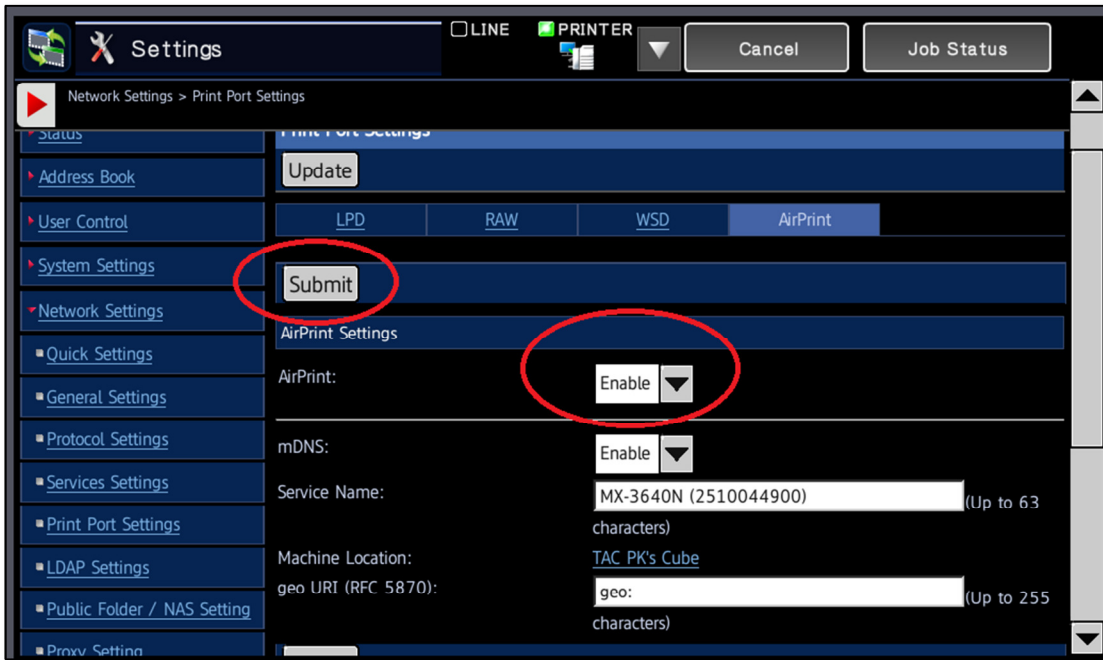 Settings
LINE
PRINTER
Cancel
Job Status
Network Settings > Print Port Settings
Status
Address Book
User Control
System Settings
Network Settings
Quick Settings
General Settings
Protocol Settings
Services Settings
Print Port Settings
LDAP Settings
Public Folder / NAS Setting
Proxy Setting
Print Port Settings
Update
LPD RAW WSD AirPrint
Submit
AirPrint Settings
AirPrint: Enable
mDNS: Enable
Service Name: MX-3640N (2510044900) (Up to 63
characters)
Machine Location: TAC PK's Cube
geo URI (RFC 5870): geo: (Up to 255
characters)